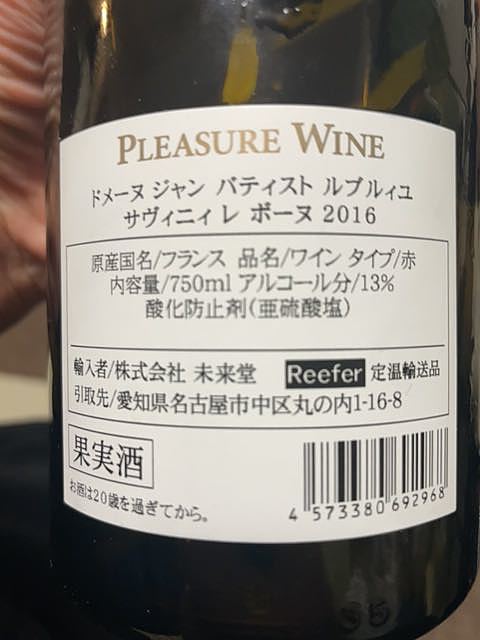 PLEASURE WINE
ドメーヌ ジャン バティスト ルブルィユ
サヴィニィ レ ボーヌ 2016
原産国名/フランス 品名/ワイン タイプ/赤
内容量/750ml アルコール分/13%
酸化防止剤(亜硫酸塩)
輸入者/株式会社 未来堂 Reefer 定温輸送品
引取先/愛知県名古屋市中区丸の内1-16-8
果実酒
お酒は20歳を過ぎてから。
4 573380 692968